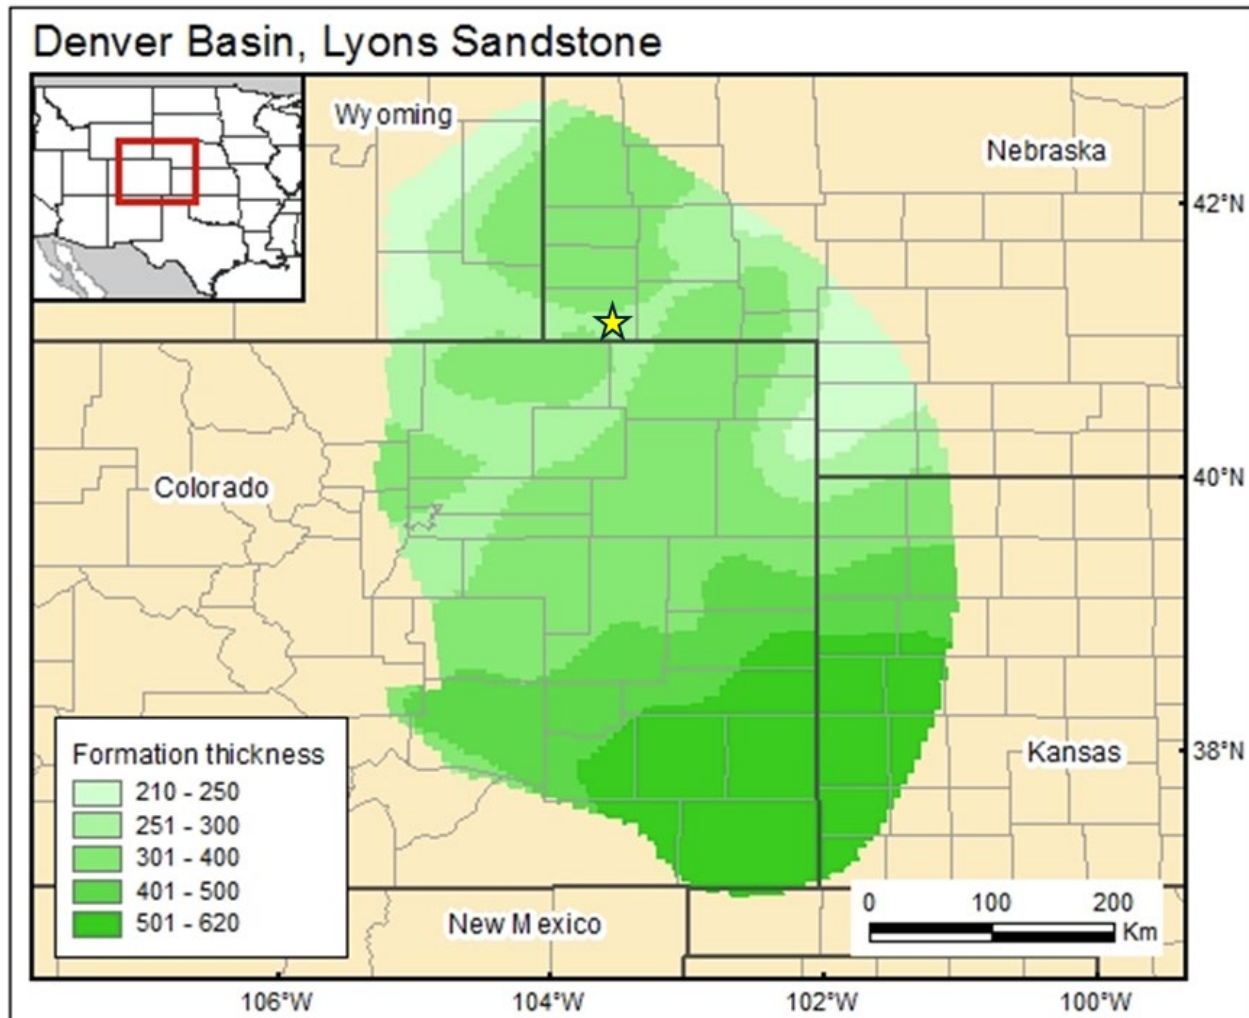 Denver Basin, Lyons Sandstone
Wyoming
Nebraska
42°N
Colorado
40°N
Formation thickness
210 - 250
251 - 300
301 - 400
401 - 500
501 - 620
Kansas
38°N
New Mexico
0 100 200
Km
106°W 104°W 102°W 100°W